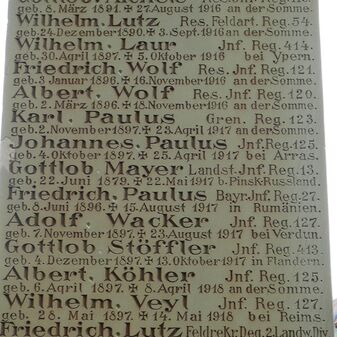 geb. 5. März 1894. ✠ 27. August 1916 an der Somme.
Wilhelm. Lutz Res. Feldart. Reg. 54.
geb. 24. Dezember 1890. ✠ 3. Sept. 1916 an der Somme.
Wilhelm. Laur Jnf. Reg. 414.
geb. 30. April 1897. ✠ 5. Oktober 1916 bei Ypern.
Friedrich. Wolf Res. Jnf. Reg. 121.
geb. 3. Januar 1896. ✠ 16. November 1916 an der Somme.
Albert. Wolf Res. Jnf. Reg. 120.
geb. 2. März 1896. ✠ 18. November 1916 an der Somme.
Karl. Paulus Gren. Reg. 123.
geb. 2. November 1897. ✠ 23. April 1917 an der Somme.
Johannes. Paulus Jnf. Reg. 125.
geb. 4. Oktober 1897. ✠ 25. April 1917 bei Arras.
Gottlob Mayer Landst. Jnf. Reg. 13.
geb. 22. Juni 1879. ✠ 22. Mai 1917 b. Pinsk-Russland.
Friedrich. Paulus Bayr. Jnf. Reg. 27.
geb. 8. Juni 1896. ✠ 15. August 1917 in Rumänien.
Adolf. Wacker Jnf. Reg. 127.
geb. 7. November 1897. ✠ 23. August 1917 bei Verdun.
Gottlob Stöffler Jnf. Reg. 413.
geb. 4. Dezember 1897. ✠ 13. Oktober 1917 in Flandern.
Albert. Köhler Jnf. Reg. 127.
geb. 6. April 1897. ✠ 8. April 1918 an der Somme.
Wilhelm. Veyl Jnf. Reg. 127.
geb. 28. Mai 1897. ✠ 14. Mai 1918 bei Reims.
Friedrich. Lutz Feldrekr. Dep. 2. Landw. Div